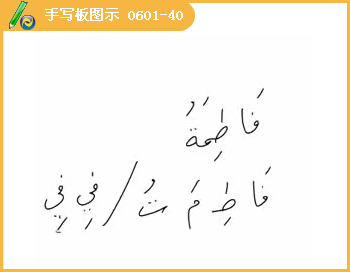 手写板图示 0601-40
فَاطِمَةُ
فَا طِ مَ تُ / فِي فِي